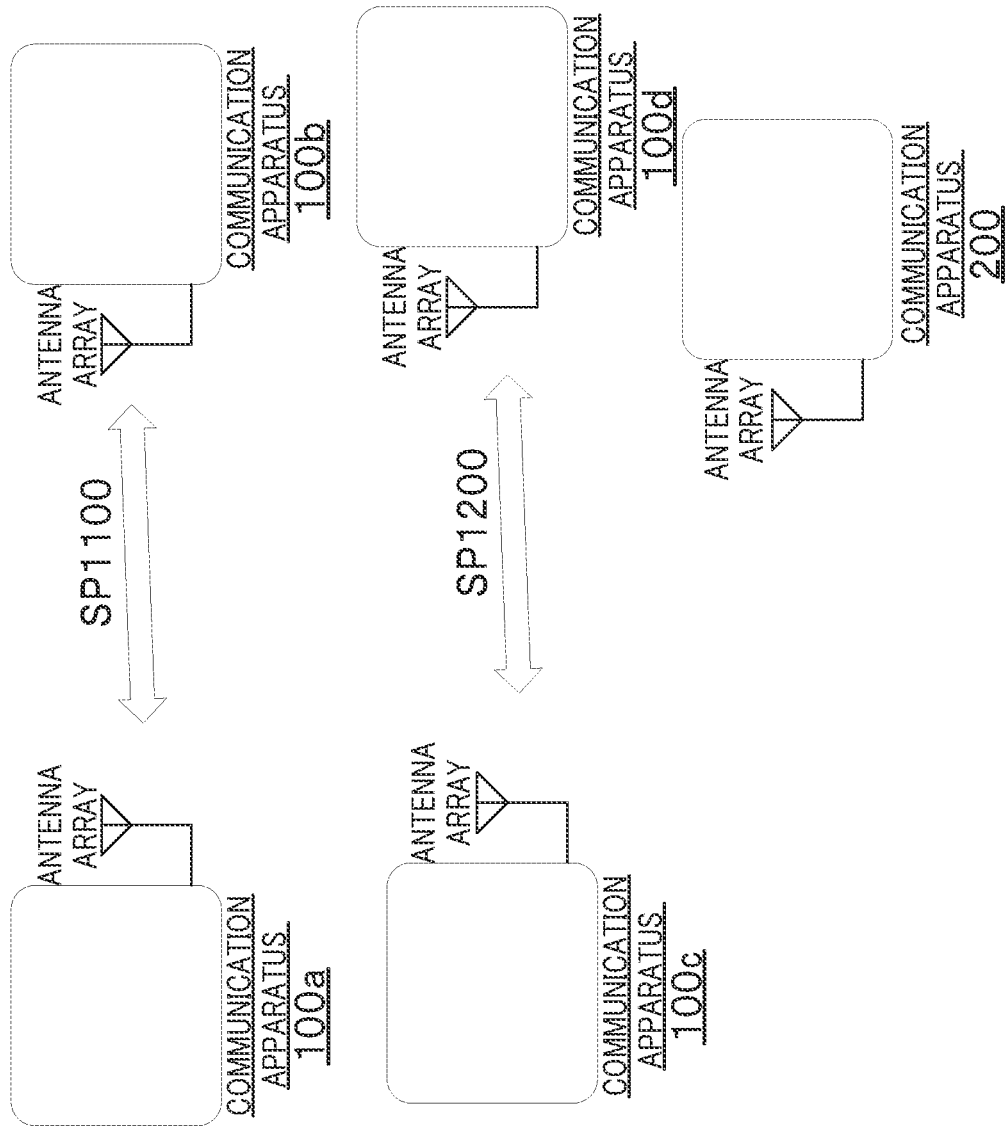 ANTENNA
ARRAY
COMMUNICATION
APPARATUS
100a
SP1100
ANTENNA
ARRAY
COMMUNICATION
APPARATUS
100b
ANTENNA
ARRAY
COMMUNICATION
APPARATUS
100c
SP1200
ANTENNA
ARRAY
COMMUNICATION
APPARATUS
100d
ANTENNA
ARRAY
COMMUNICATION
APPARATUS
200